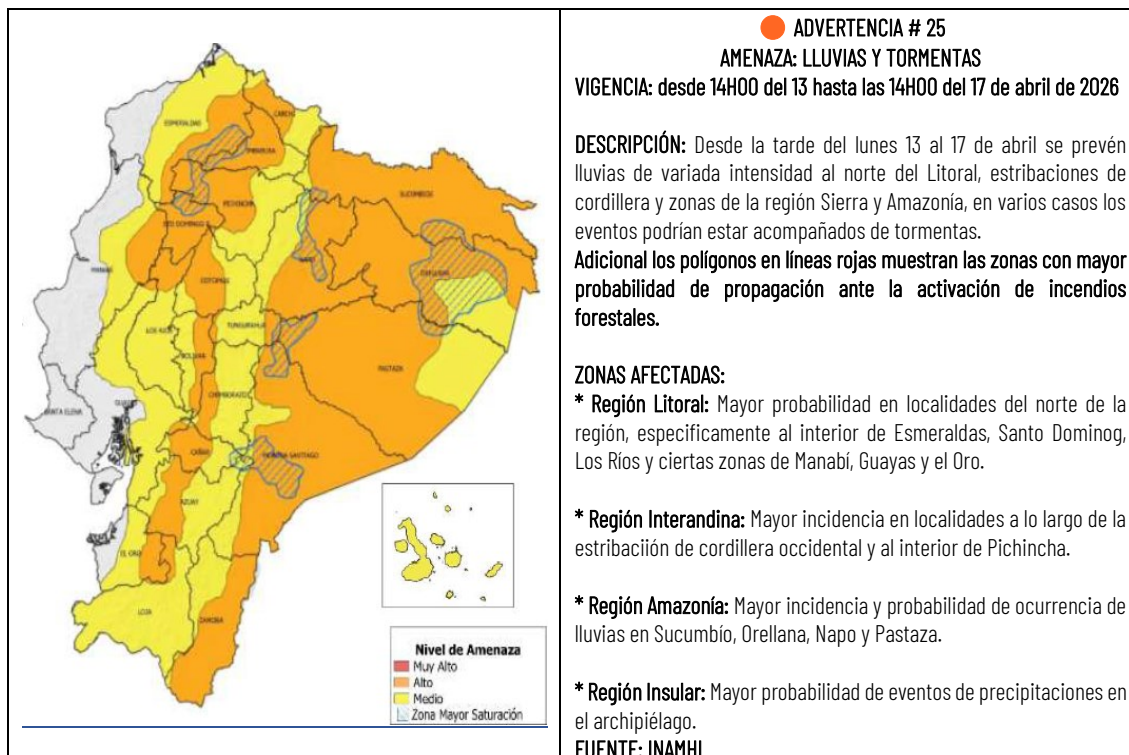 ADVERTENCIA # 25
AMENAZA: LLUVIAS Y TORMENTAS
VIGENCIA: desde 14H00 del 13 hasta las 14H00 del 17 de abril de 2026
DESCRIPCIÓN: Desde la tarde del lunes 13 al 17 de abril se prevén
lluvias de variada intensidad al norte del Litoral, estribaciones de
cordillera y zonas de la región Sierra y Amazonía, en varios casos los
eventos podrían estar acompañados de tormentas.
Adicional los polígonos en líneas rojas muestran las zonas con mayor
probabilidad de propagación ante la activación de incendios
forestales.
ZONAS AFECTADAS:
* Región Litoral: Mayor probabilidad en localidades del norte de la
región, especificamente al interior de Esmeraldas, Santo Dominog,
Los Ríos y ciertas zonas de Manabí, Guayas y el Oro.
* Región Interandina: Mayor incidencia en localidades a lo largo de la
estribaciión de cordillera occidental y al interior de Pichincha.
* Región Amazonía: Mayor incidencia y probabilidad de ocurrencia de
lluvias en Sucumbío, Orellana, Napo y Pastaza.
* Región Insular: Mayor probabilidad de eventos de precipitaciones en
el archipiélago.
FUENTE: INAMHI
ESMERALDAS
CARCHI
IMBABURA
SUCUMBIOS
PICHINCHA
STO DOMINGO
NAPO
ORELLANA
MANABI
COTOPAXI
LOS RIOS
TUNGURAHUA
BOLIVAR
PASTAZA
CHIMBORAZO
SANTA ELENA
CAÑAR
MORONA SANTIAGO
AZUAY
EL ORO
LOJA
ZAMORA
Nivel de Amenaza
Muy Alto
Alto
Medio
Zona Mayor Saturación